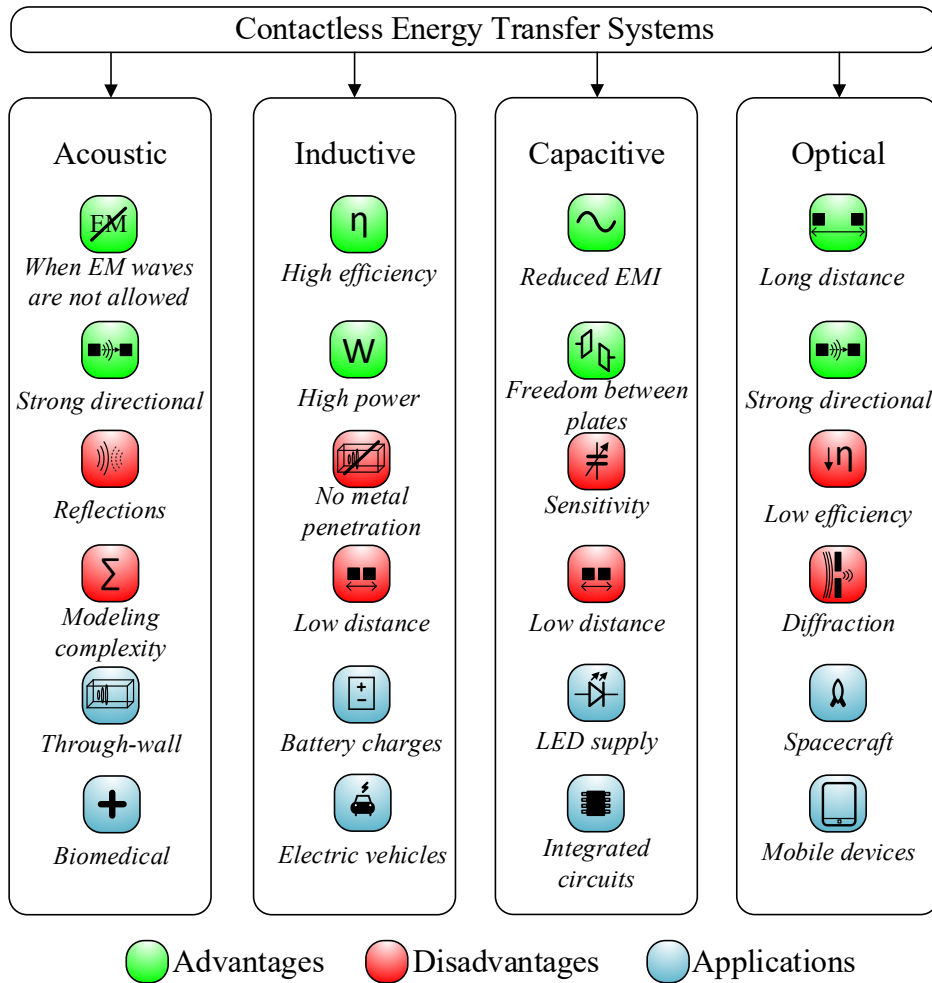 Contactless Energy Transfer Systems
Acoustic
EM
When EM waves
are not allowed
Strong directional
Reflections
Σ
Modeling
complexity
Through-wall
Biomedical
Inductive
η
High efficiency
W
High power
No metal
penetration
Low distance
Battery charges
Electric vehicles
Capacitive
Reduced EMI
Freedom between
plates
Sensitivity
Low distance
LED supply
Integrated
circuits
Optical
Long distance
Strong directional
↓η
Low efficiency
Diffraction
Spacecraft
Mobile devices
Advantages
Disadvantages
Applications